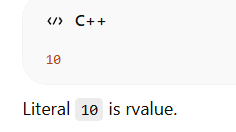 </> C++
10
Literal 10 is rvalue.